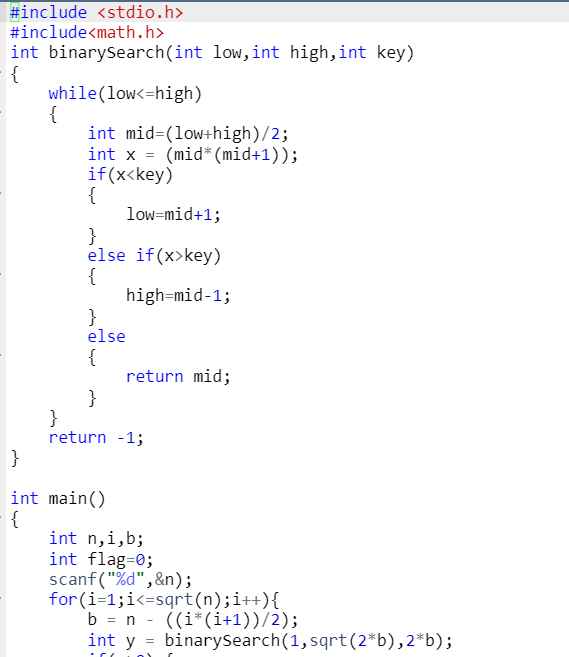 #include <stdio.h>
#include<math.h>
int binarySearch(int low,int high,int key)
{
    while(low<=high)
    {
        int mid=(low+high)/2;
        int x = (mid*(mid+1));
        if(x<key)
        {
            low=mid+1;
        }
        else if(x>key)
        {
            high=mid-1;
        }
        else
        {
            return mid;
        }
    }
    return -1;
}

int main()
{
    int n,i,b;
    int flag=0;
    scanf("%d",&n);
    for(i=1;i<=sqrt(n);i++){
        b = n - ((i*(i+1))/2);
        int y = binarySearch(1,sqrt(2*b),2*b);